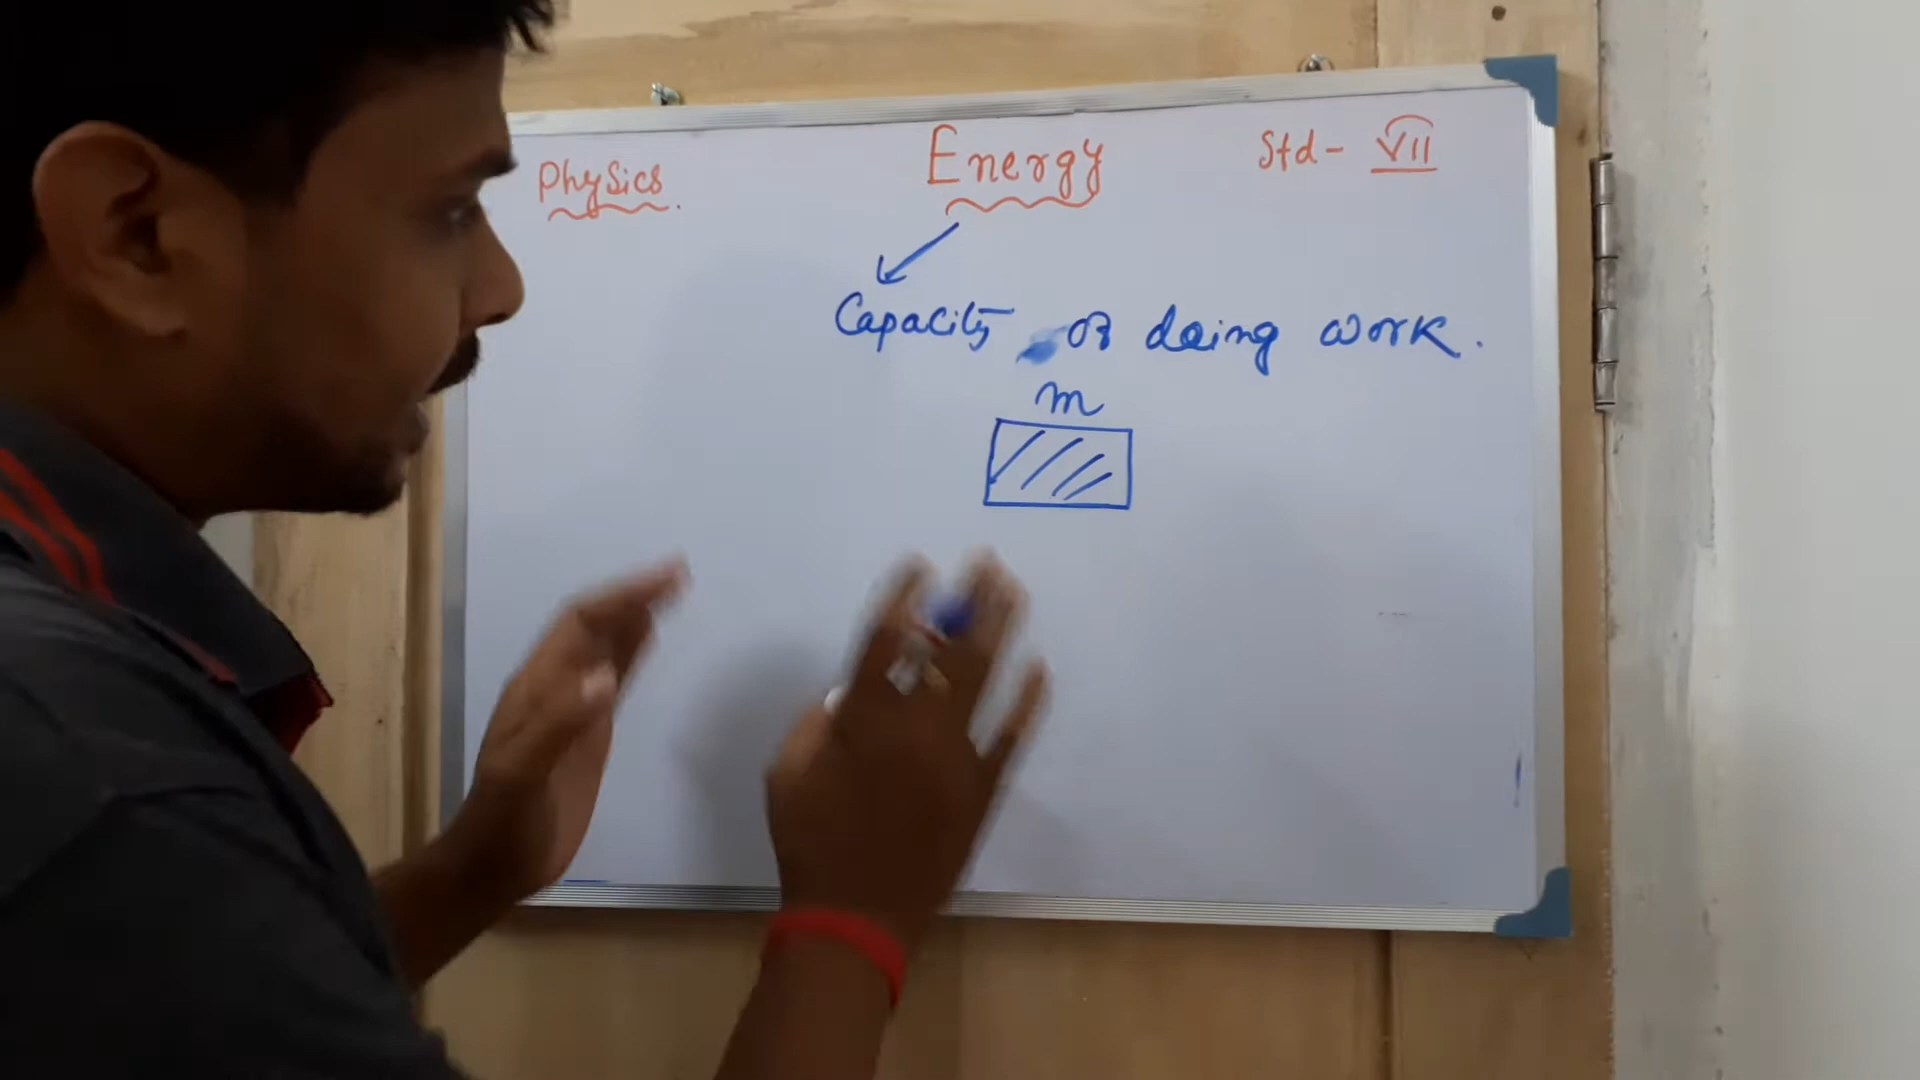 Physics.
Energy
Std- VII
Capacity of doing work.
m